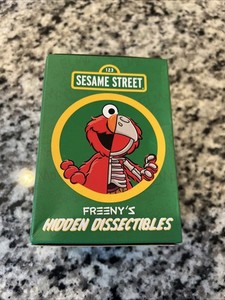 123
SESAME STREET
FREENY'S
HIDDEN DISSECTIBLES